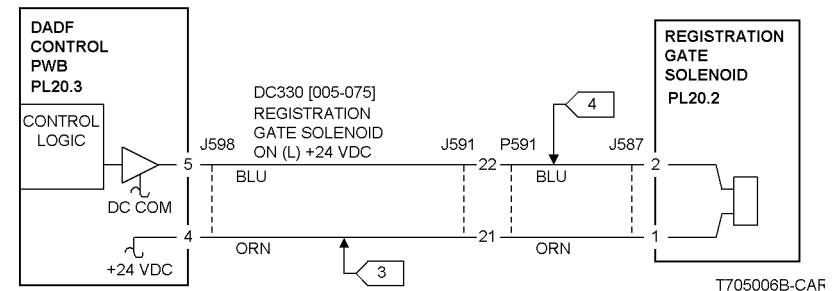 DADF
CONTROL
PWB
PL20.3
CONTROL
LOGIC
DC COM
+24 VDC
5
4
J598
DC330 [005-075]
REGISTRATION
GATE SOLENOID
ON (L) +24 VDC
BLU
ORN
3
J591
P591
22
21
4
BLU
ORN
J587
2
1
REGISTRATION
GATE
SOLENOID
PL20.2
T705006B-CAR